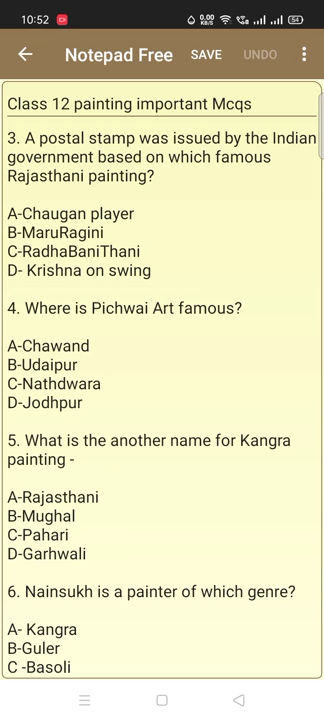 10:52
0.00
KB/S
54
Notepad Free
SAVE
UNDO
Class 12 painting important Mcqs
3. A postal stamp was issued by the Indian
government based on which famous
Rajasthani painting?
A-Chaugan player
B-MaruRagini
C-RadhaBaniThani
D- Krishna on swing
4. Where is Pichwai Art famous?
A-Chawand
B-Udaipur
C-Nathdwara
D-Jodhpur
5. What is the another name for Kangra
painting -
A-Rajasthani
B-Mughal
C-Pahari
D-Garhwali
6. Nainsukh is a painter of which genre?
A- Kangra
B-Guler
C -Basoli